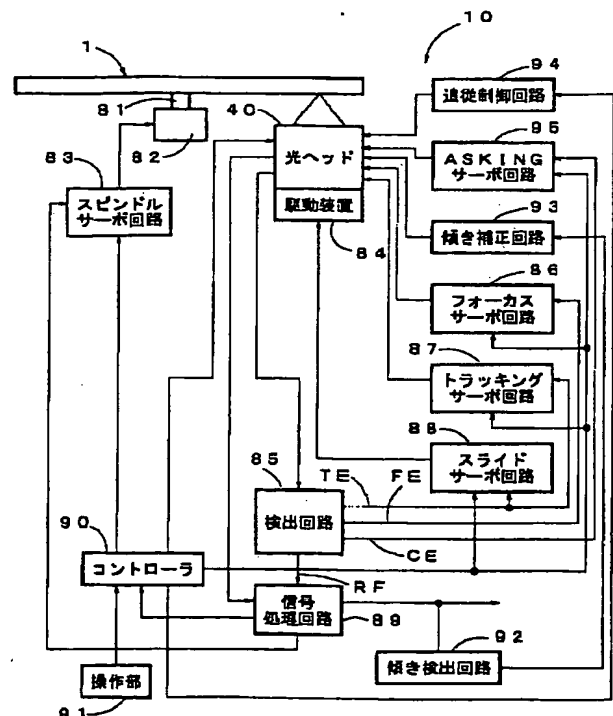 10
1
94
81
40
追従制御回路
82
95
83
光ヘッド
ASKING
サーボ回路
スピンドル
サーボ回路
駆動装置
93
84
傾き補正回路
86
フォーカス
サーボ回路
87
トラッキング
サーボ回路
88
85
スライド
サーボ回路
TE
FE
検出回路
90
CE
コントローラ
RF
信号
処理回路
89
92
操作部
傾き検出回路
91